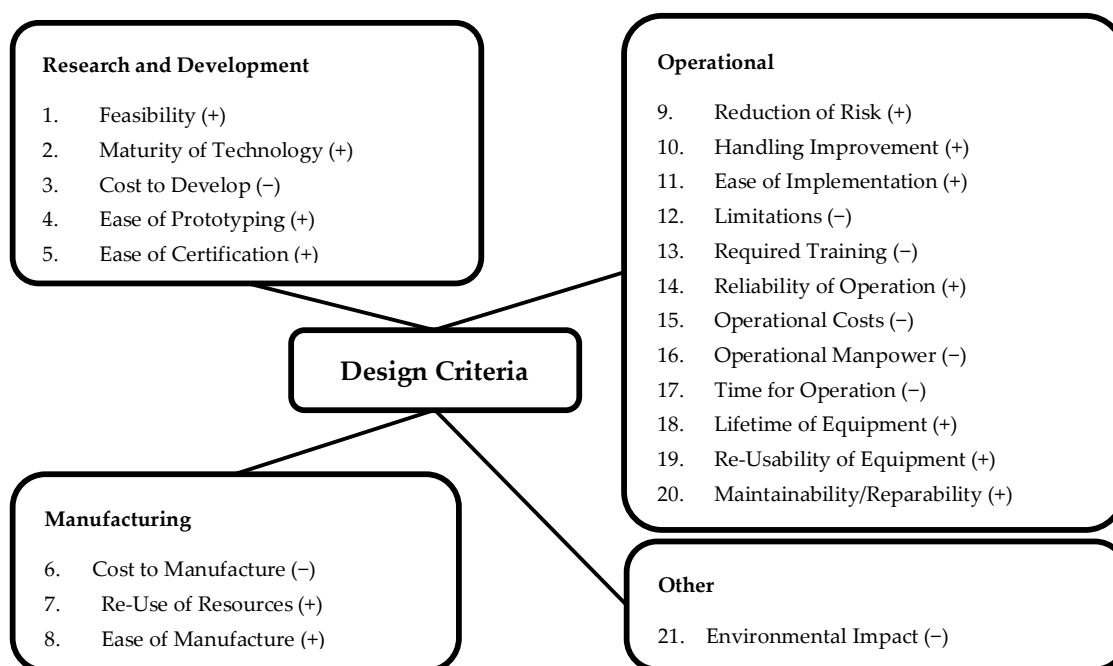 Research and Development
1. Feasibility (+)
2. Maturity of Technology (+)
3. Cost to Develop (−)
4. Ease of Prototyping (+)
5. Ease of Certification (+)
Operational
9. Reduction of Risk (+)
10. Handling Improvement (+)
11. Ease of Implementation (+)
12. Limitations (−)
13. Required Training (−)
14. Reliability of Operation (+)
15. Operational Costs (−)
16. Operational Manpower (−)
17. Time for Operation (−)
18. Lifetime of Equipment (+)
19. Re-Usability of Equipment (+)
20. Maintainability/Reparability (+)
Design Criteria
Manufacturing
6. Cost to Manufacture (−)
7. Re-Use of Resources (+)
8. Ease of Manufacture (+)
Other
21. Environmental Impact (−)